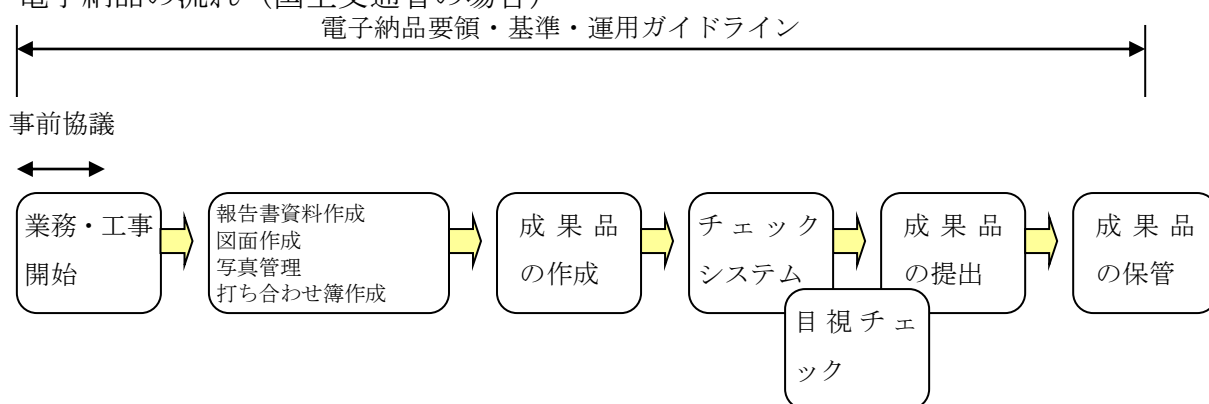 電子納品の流れ（国土交通省の場合）
電子納品要領・基準・運用ガイドライン
事前協議
業務・工事
開始
報告書資料作成
図面作成
写真管理
打ち合わせ簿作成
成果品
の作成
チェック
システム
目視チェ
ック
成果品
の提出
成果品
の保管